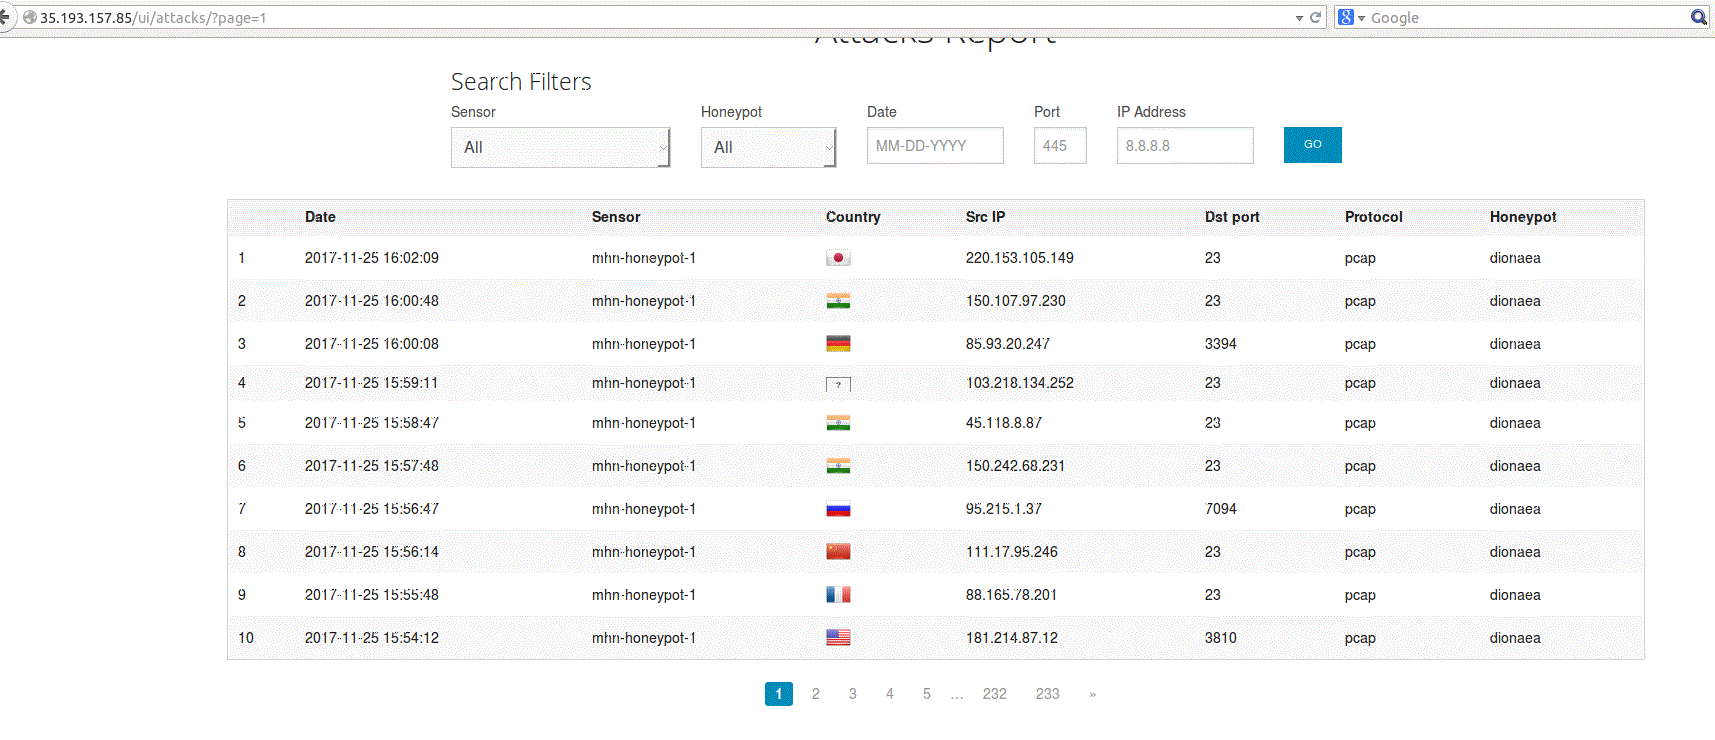 35.193.157.85/ui/attacks/?page=1 Google
Attacks Report
Search Filters
Sensor Honeypot Date Port IP Address
All All MM-DD-YYYY 445 8.8.8.8 GO
Date Sensor Country Src IP Dst port Protocol Honeypot
1 2017-11-25 16:02:09 mhn-honeypot-1 220.153.105.149 23 pcap dionaea
2 2017-11-25 16:00:48 mhn-honeypot-1 150.107.97.230 23 pcap dionaea
3 2017-11-25 16:00:08 mhn-honeypot-1 85.93.20.247 3394 pcap dionaea
4 2017-11-25 15:59:11 mhn-honeypot-1 ? 103.218.134.252 23 pcap dionaea
5 2017-11-25 15:58:47 mhn-honeypot-1 45.118.8.87 23 pcap dionaea
6 2017-11-25 15:57:48 mhn-honeypot-1 150.242.68.231 23 pcap dionaea
7 2017-11-25 15:56:47 mhn-honeypot-1 95.215.1.37 7094 pcap dionaea
8 2017-11-25 15:56:14 mhn-honeypot-1 111.17.95.246 23 pcap dionaea
9 2017-11-25 15:55:48 mhn-honeypot-1 88.165.78.201 23 pcap dionaea
10 2017-11-25 15:54:12 mhn-honeypot-1 181.214.87.12 3810 pcap dionaea
1 2 3 4 5 ... 232 233 »